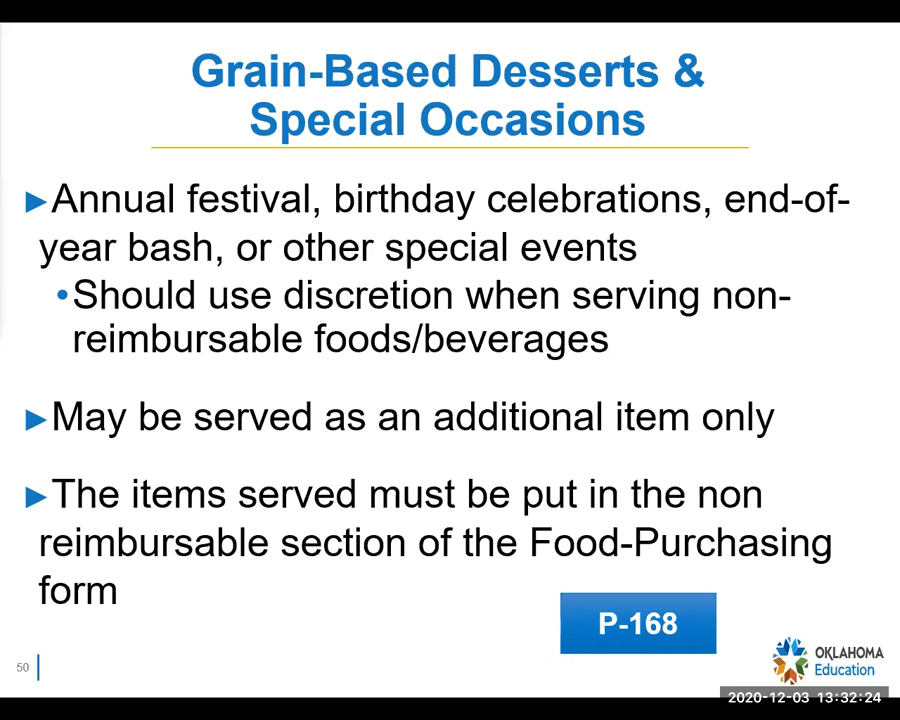 Grain-Based Desserts &
Special Occasions
►Annual festival, birthday celebrations, end-of-
year bash, or other special events
•Should use discretion when serving non-
reimbursable foods/beverages
►May be served as an additional item only
►The items served must be put in the non
reimbursable section of the Food-Purchasing
form
P-168
50
OKLAHOMA
Education
2020-12-03 13:32:24